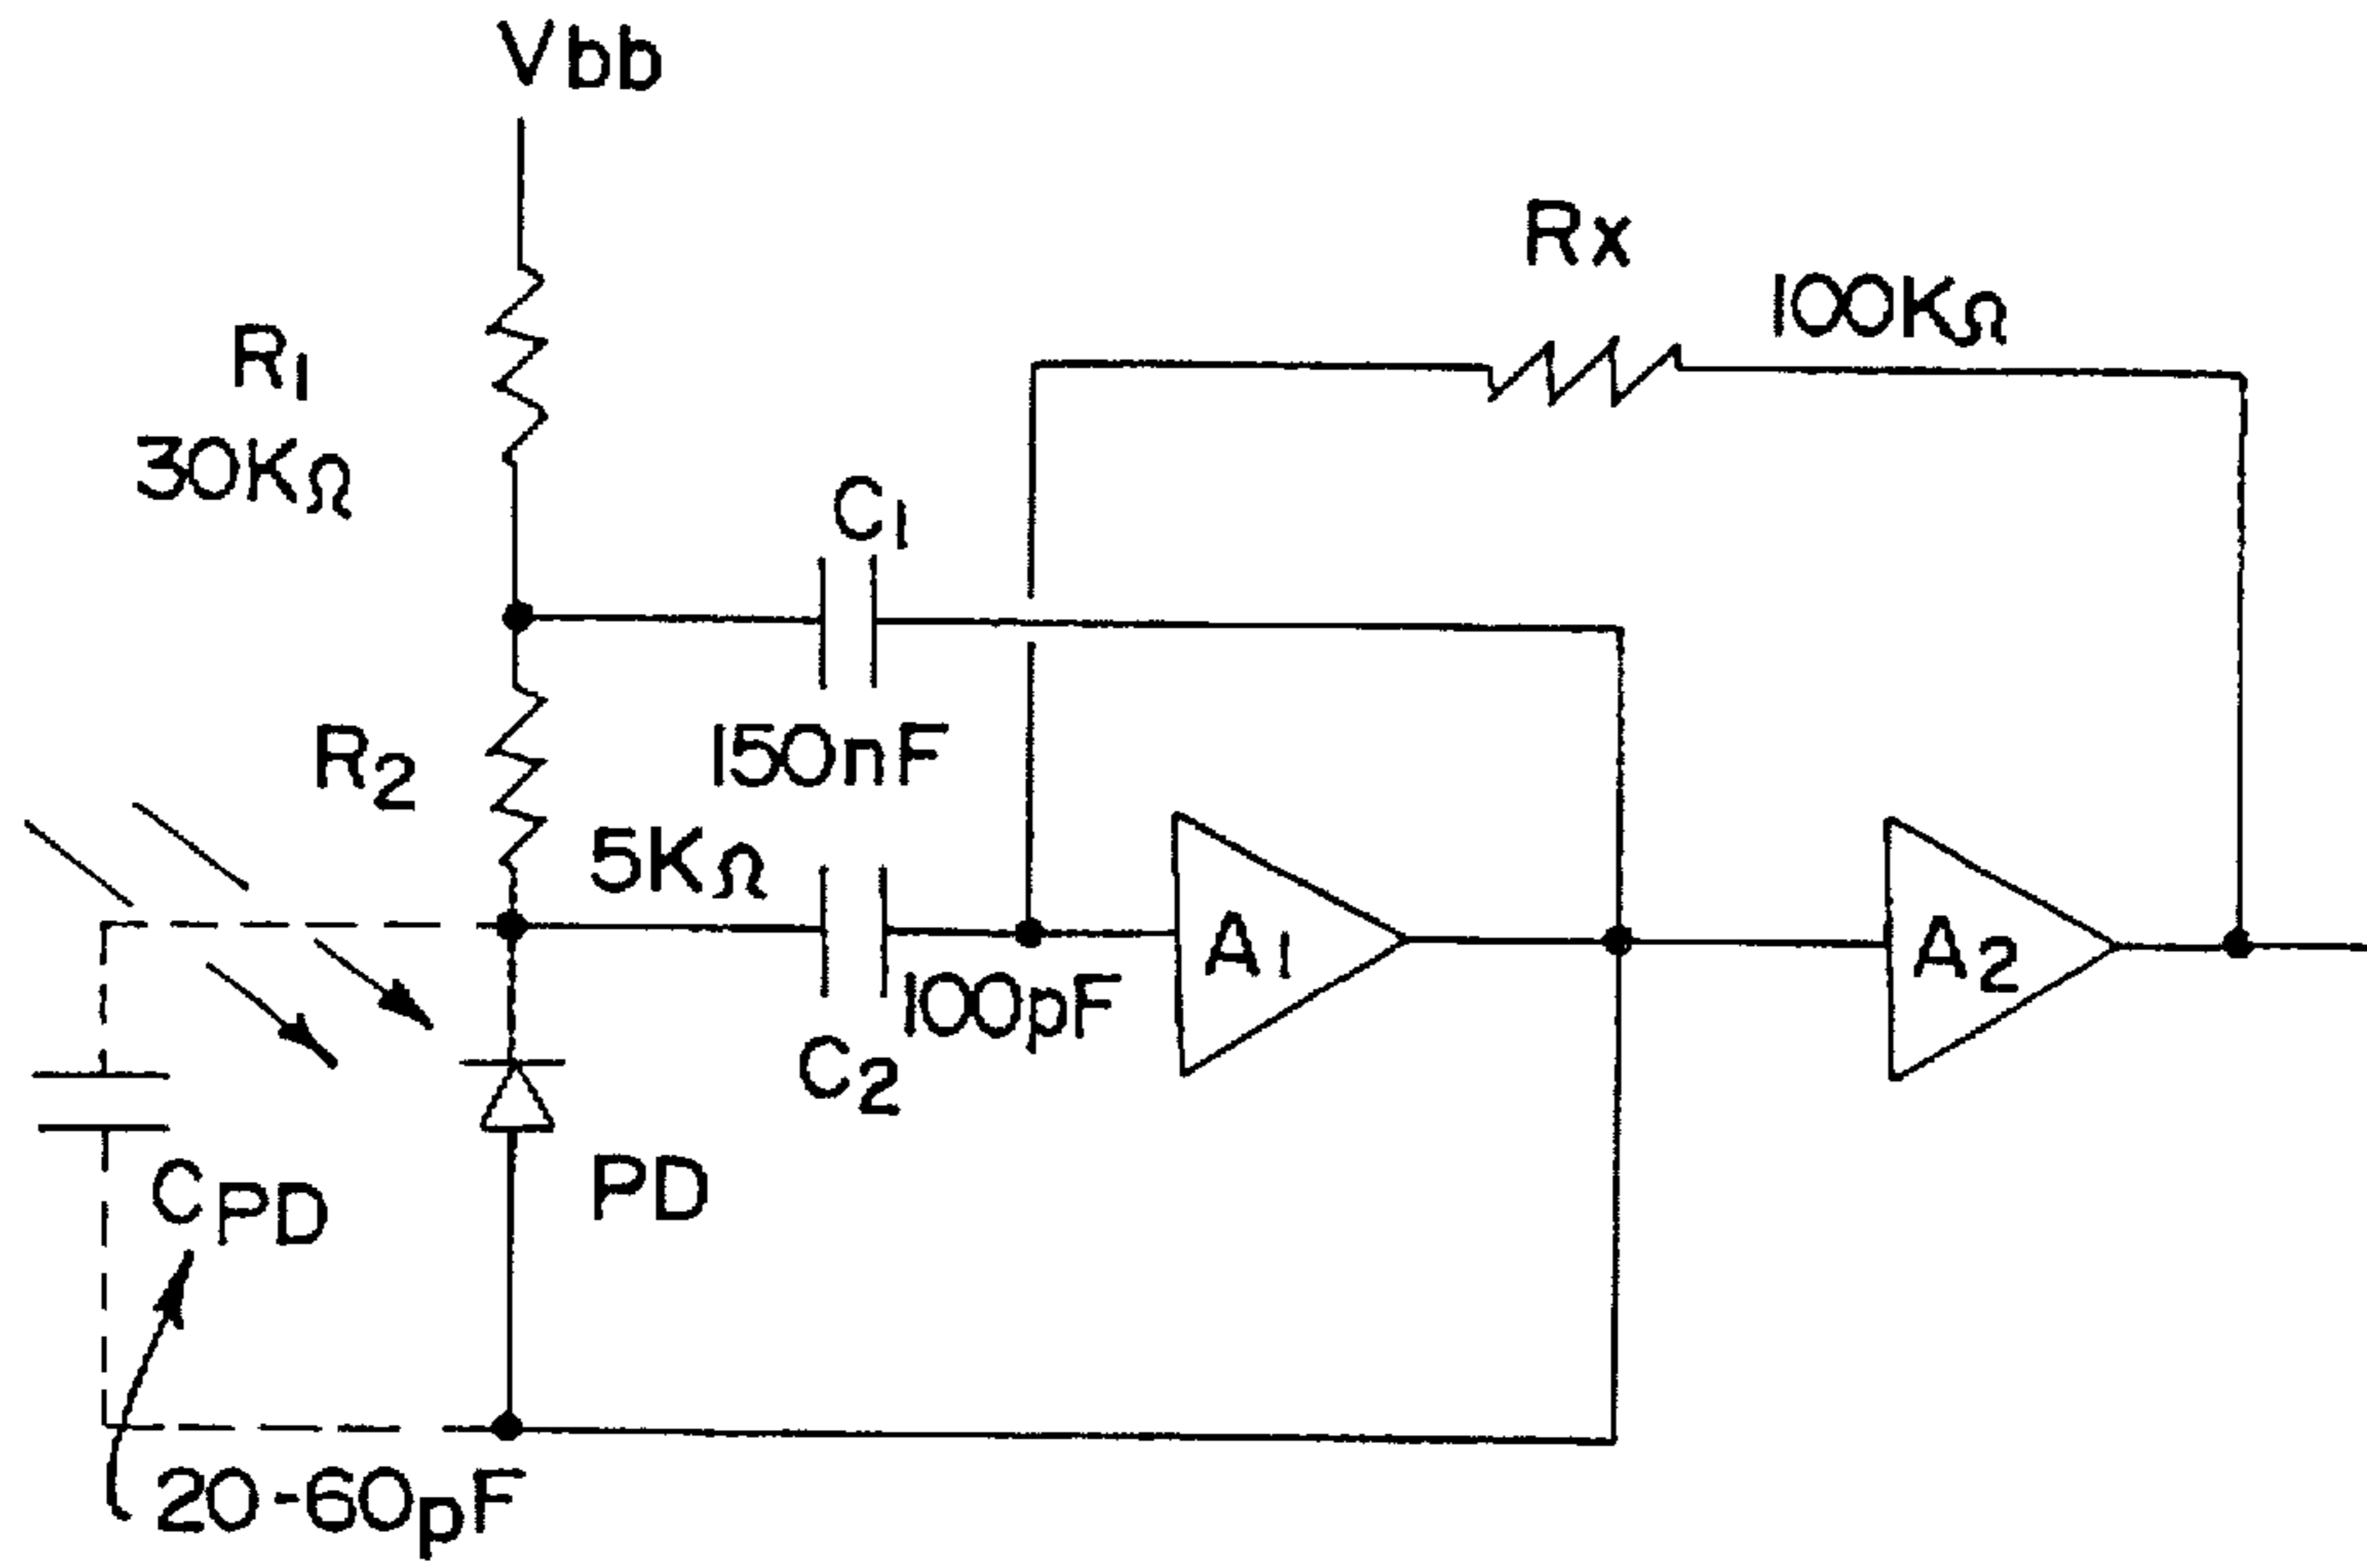 Vbb
Rx
100KΩ
R1
30KΩ
C1
150nF
R2
5KΩ
A1
A2
100pF
C2
CPD
PD
20-60pF